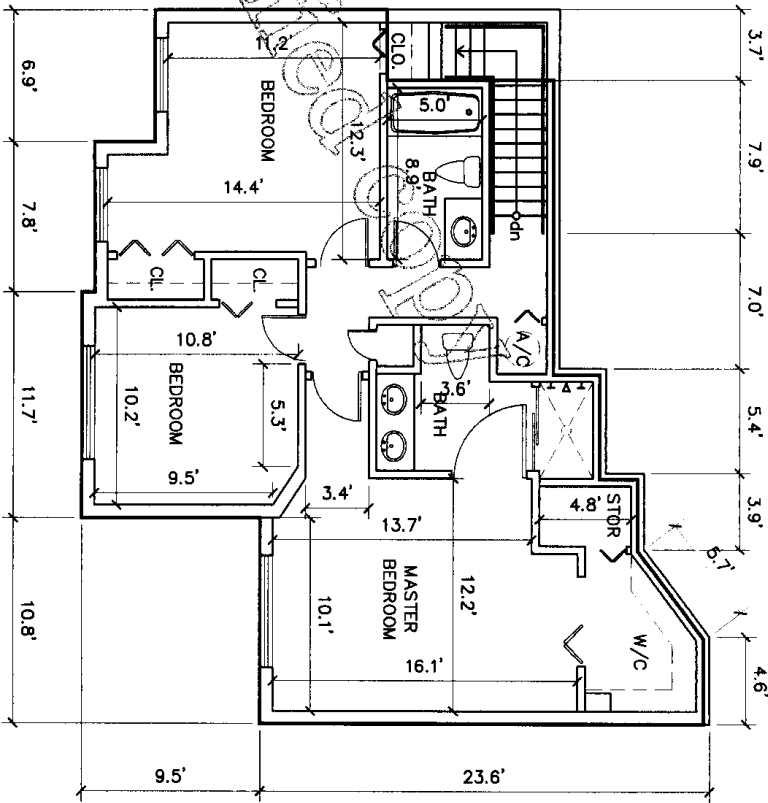 3.7'
11.2'
CLO.
6.9'
5.0'
BEDROOM
12.3'
7.9'
8.9'
BATH
14.4'
7.8'
up
CL.
CL.
7.0'
A/C
10.8'
3.6'
BEDROOM
BATH
10.2'
5.3'
11.7'
5.4'
9.5'
3.4'
4.8'
STOR
3.9'
13.7'
5.7'
MASTER
BEDROOM
12.2'
10.1'
10.8'
W/C
16.1'
4.6'
9.5'
23.6'